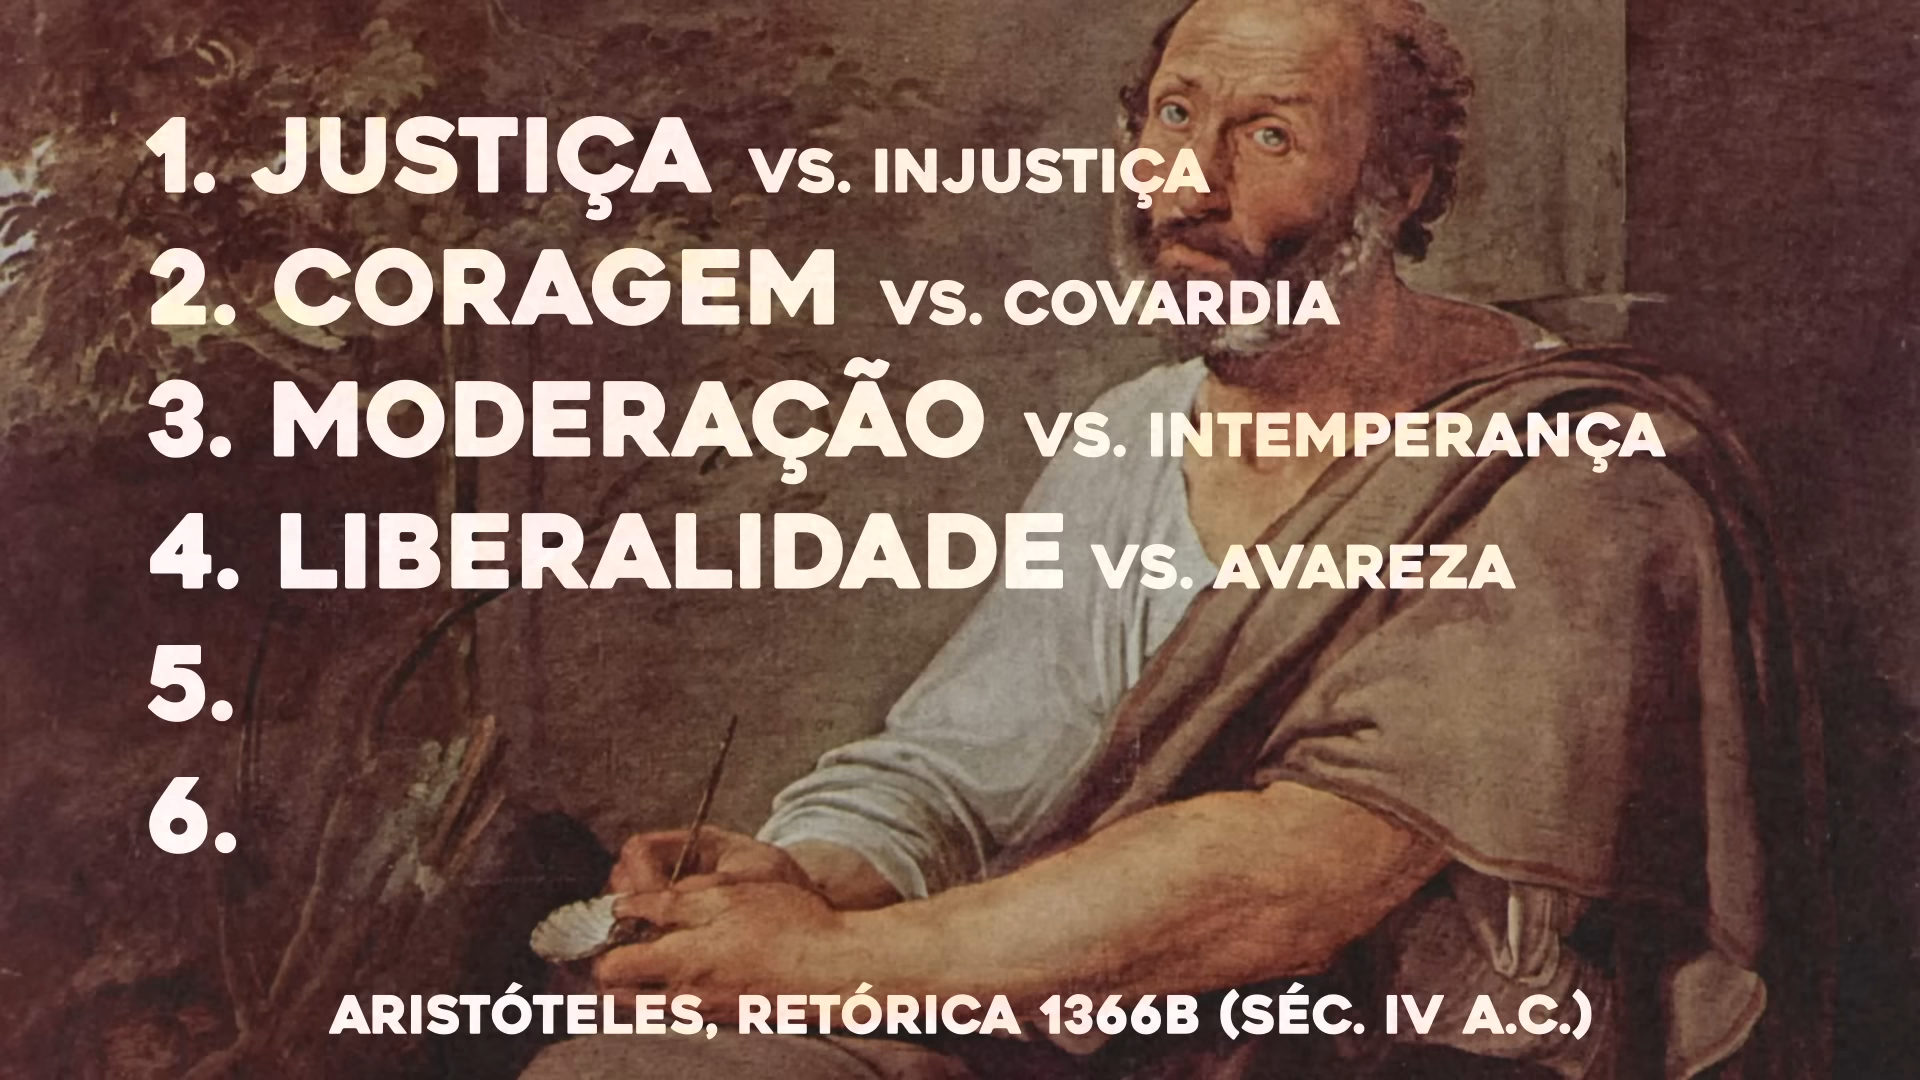 1. JUSTIÇA VS. INJUSTIÇA
2. CORAGEM VS. COVARDIA
3. MODERAÇÃO VS. INTEMPERANÇA
4. LIBERALIDADE VS. AVAREZA
5.
6.
ARISTÓTELES, RETÓRICA 1366B (SÉC. IV A.C.)